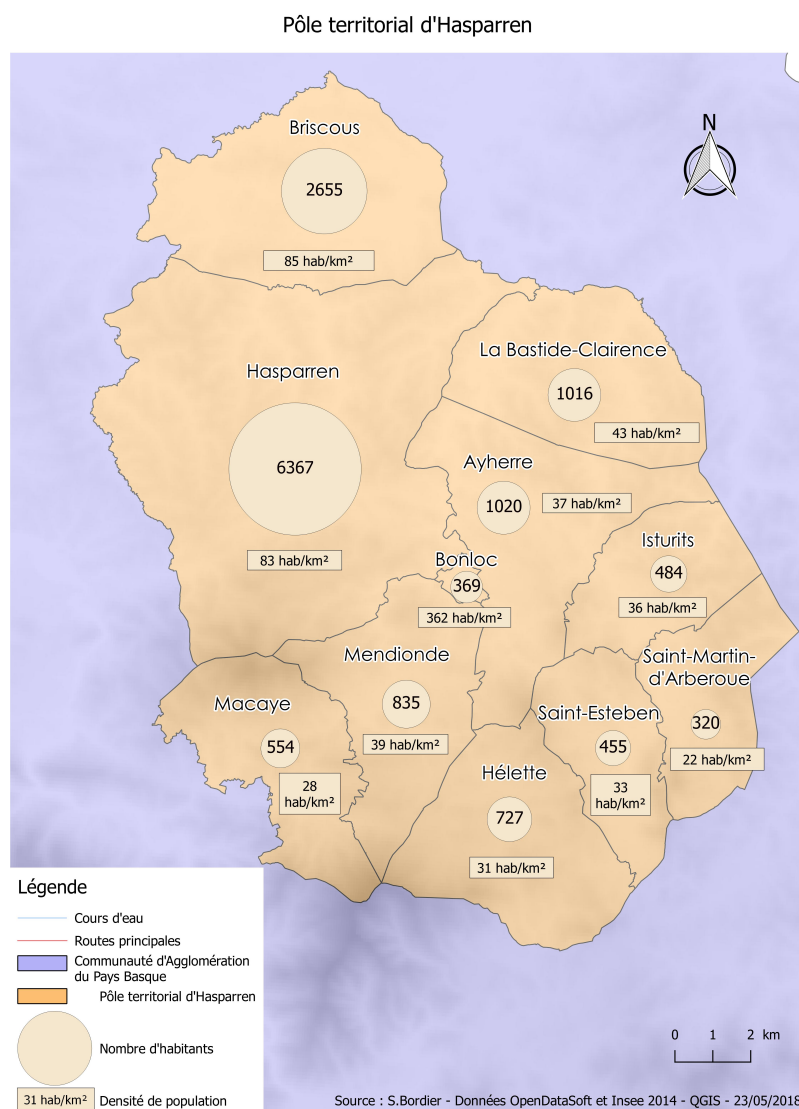 Pôle territorial d'Hasparren
N
Briscous
2655
85 hab/km²
Hasparren
6367
83 hab/km²
La Bastide-Clairence
1016
43 hab/km²
Ayherre
1020
37 hab/km²
Bonloc
369
362 hab/km²
Isturits
484
36 hab/km²
Mendionde
835
39 hab/km²
Saint-Martin-
d'Arberoue
320
22 hab/km²
Macaye
554
28
hab/km²
Saint-Esteben
455
33
hab/km²
Hélette
727
31 hab/km²
Légende
Cours d'eau
Routes principales
Communauté d'Agglomération
du Pays Basque
Pôle territorial d'Hasparren
Nombre d'habitants
31 hab/km² Densité de population
0 1 2 km
Source : S.Bordier - Données OpenDataSoft et Insee 2014 - QGIS - 23/05/2018